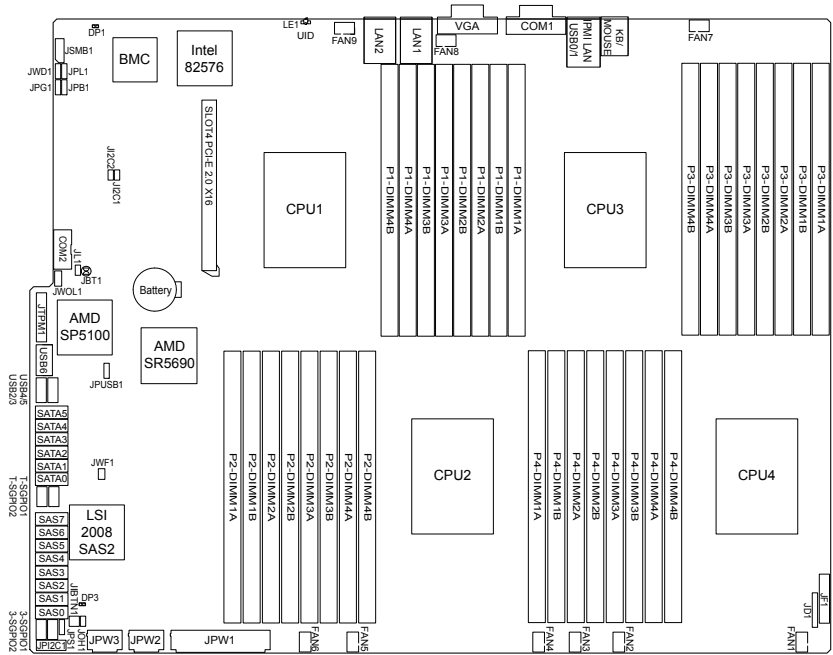 DP1
LE1
UID
FAN9
LAN2
LAN1
VGA
FAN8
COM1
IPMI LAN
USB0/1
KB/
MOUSE
FAN7
JSMB1
BMC
Intel
82576
JWD1
JPL1
JPG1
JPB1
SLOT4 PCI-E 2.0 X16
JI2C2
JI2C1
CPU1
P1-DIMM4B
P1-DIMM4A
P1-DIMM3B
P1-DIMM3A
P1-DIMM2B
P1-DIMM2A
P1-DIMM1B
P1-DIMM1A
CPU3
P3-DIMM4B
P3-DIMM4A
P3-DIMM3B
P3-DIMM3A
P3-DIMM2B
P3-DIMM2A
P3-DIMM1B
P3-DIMM1A
COM2
JL1
JBT1
JWOL1
Battery
JTPM1
AMD
SP5100
AMD
SR5690
USB6
JPUSB1
USB4/5
USB2/3
SATA5
SATA4
SATA3
SATA2
SATA1
SATA0
JWF1
T-SGPIO1
T-SGPIO2
P2-DIMM1A
P2-DIMM1B
P2-DIMM2A
P2-DIMM2B
P2-DIMM3A
P2-DIMM3B
P2-DIMM4A
P2-DIMM4B
CPU2
P4-DIMM1A
P4-DIMM1B
P4-DIMM2A
P4-DIMM2B
P4-DIMM3A
P4-DIMM3B
P4-DIMM4A
P4-DIMM4B
CPU4
LSI
2008
SAS2
SAS7
SAS6
SAS5
SAS4
SAS3
SAS2
SAS1
SAS0
JIBTN1
DP3
3-SGPIO1
3-SGPIO2
JPI2C1
JPS1
JOH1
JPW3
JPW2
JPW1
FAN6
FAN5
FAN4
FAN3
FAN2
FAN1
JD1
JF1